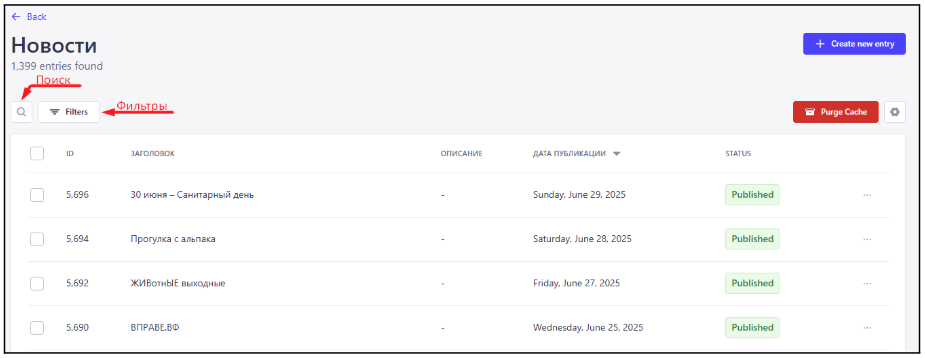 ← Back
Новости
+ Create new entry
1,399 entries found
Поиск
Filters
Фильтры
Purge Cache
ID ЗАГОЛОВОК ОПИСАНИЕ ДАТА ПУБЛИКАЦИИ STATUS
5,696 30 июня – Санитарный день - Sunday, June 29, 2025 Published ...
5,694 Прогулка с альпака - Saturday, June 28, 2025 Published ...
5,692 ЖИВотнЫЕ выходные - Friday, June 27, 2025 Published ...
5,690 ВПРАВЕ.ВФ - Wednesday, June 25, 2025 Published ...